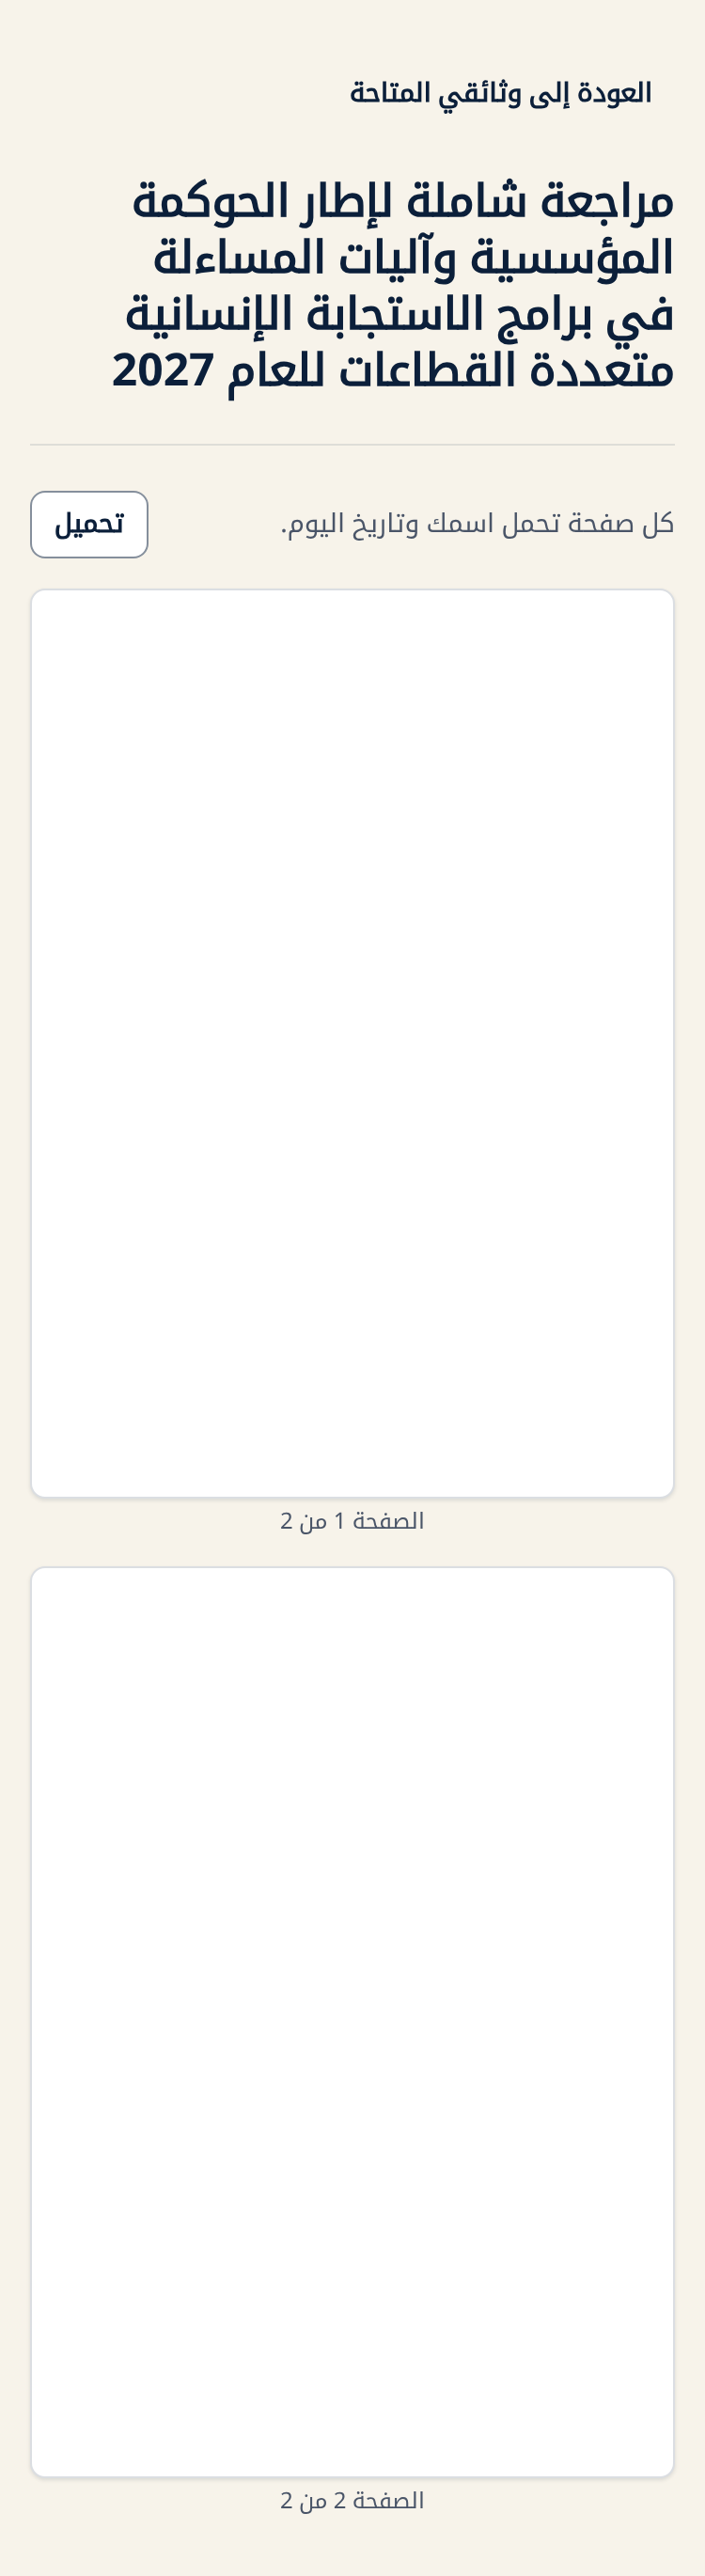 العودة إلى وثائقي المتاحة
مراجعة شاملة لإطار الحوكمة
المؤسسية وآليات المساءلة
في برامج الاستجابة الإنسانية
متعددة القطاعات للعام 2027
كل صفحة تحمل اسمك وتاريخ اليوم.
تحميل
الصفحة 1 من 2
الصفحة 2 من 2